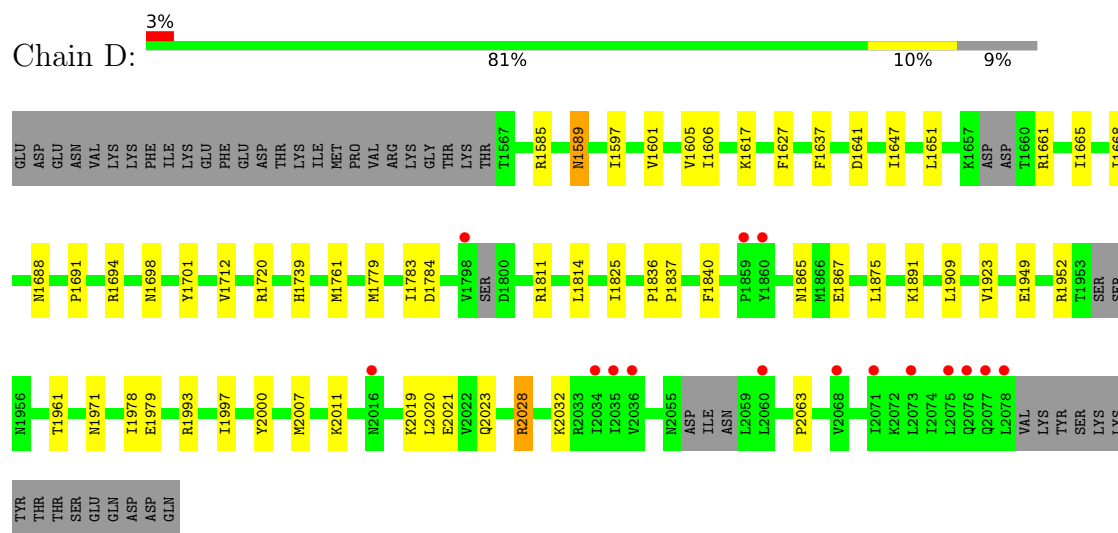 3%
Chain D:
81% 10% 9%
GLU ASP GLU ASN VAL LYS LYS PHE ILE LYS GLU PHE GLU ASP THR LYS ILE MET PRO VAL ARG LYS GLY THR LYS THR T1567 R1585 N1589 I1597 V1601 V1605 I1606 K1617 F1627 F1637 D1641 I1647 L1651 K1657 ASP ASP T1660 R1661 I1665 I1668
N1688 P1691 R1694 N1698 Y1701 V1712 R1720 H1739 M1761 M1779 I1783 D1784 V1798 SER D1800 R1811 L1814 I1825 P1836 P1837 F1840 P1859 Y1860 N1865 M1866 E1867 L1875 K1891 L1909 V1923 E1949 R1952 T1953 SER SER
N1956 T1961 N1971 I1978 E1979 R1993 I1997 Y2000 M2007 K2011 N2016 K2019 L2020 E2021 V2022 Q2023 R2028 K2032 R2033 I2034 I2035 V2036 N2055 ASP ILE ASN L2059 L2060 P2063 V2068 I2071 K2072 L2073 I2074 L2075 Q2076 Q2077 L2078 VAL LYS TYR SER LYS LYS
TYR THR THR SER GLU GLN ASP ASP GLN